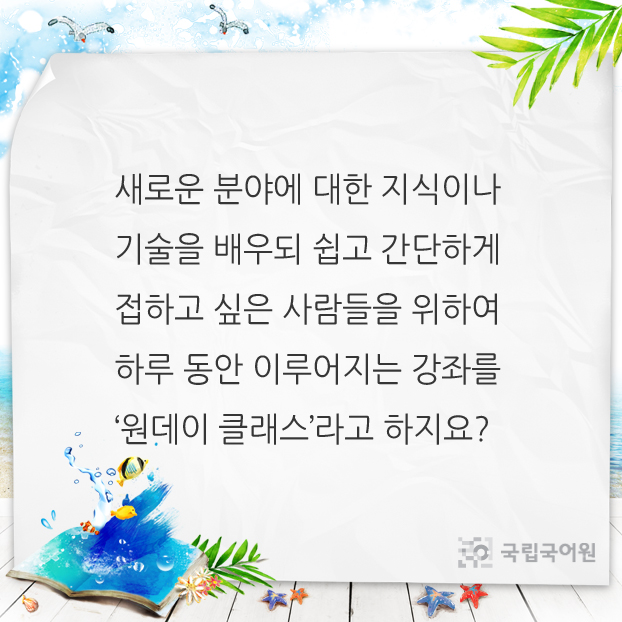 새로운 분야에 대한 지식이나
기술을 배우되 쉽고 간단하게
접하고 싶은 사람들을 위하여
하루 동안 이루어지는 강좌를
‘원데이 클래스’라고 하지요?
국립국어원